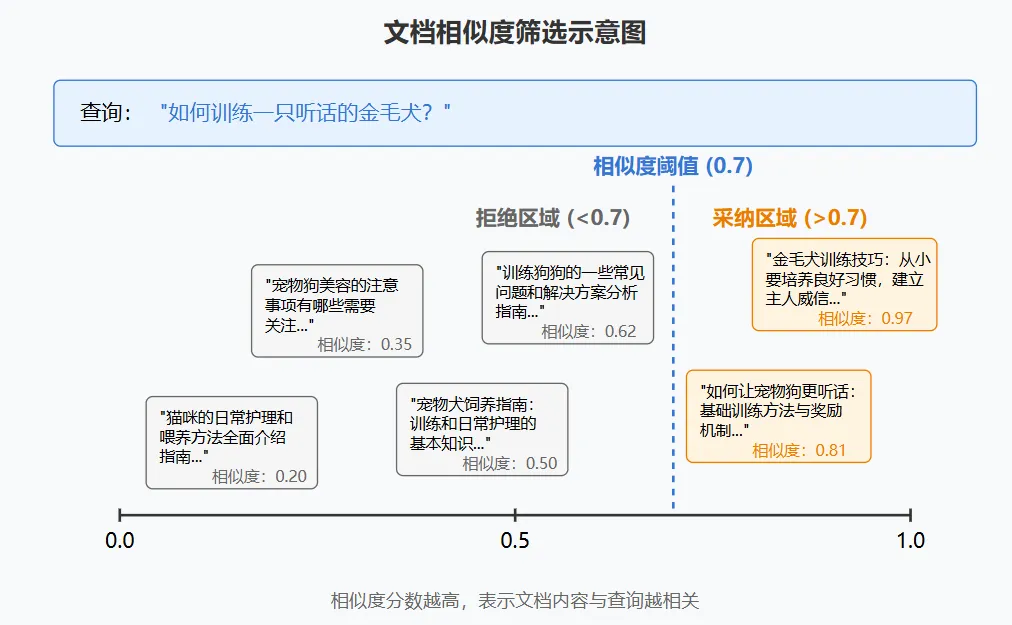 文档相似度筛选示意图
查询： "如何训练一只听话的金毛犬？"
相似度阈值 (0.7)
拒绝区域 (<0.7)
采纳区域 (>0.7)
"宠物狗美容的注意
事项有哪些需要
关注..."
相似度：0.35
"训练狗狗的一些常见
问题和解决方案分析
指南..."
相似度：0.62
"金毛犬训练技巧：从小
要培养良好习惯，建立
主人威信..."
相似度：0.97
"猫咪的日常护理和
喂养方法全面介绍
指南..."
相似度：0.20
"宠物犬饲养指南：
训练和日常护理的
基本知识..."
相似度：0.50
"如何让宠物狗更听话：
基础训练方法与奖励
机制..."
相似度：0.81
0.0
0.5
1.0
相似度分数越高，表示文档内容与查询越相关